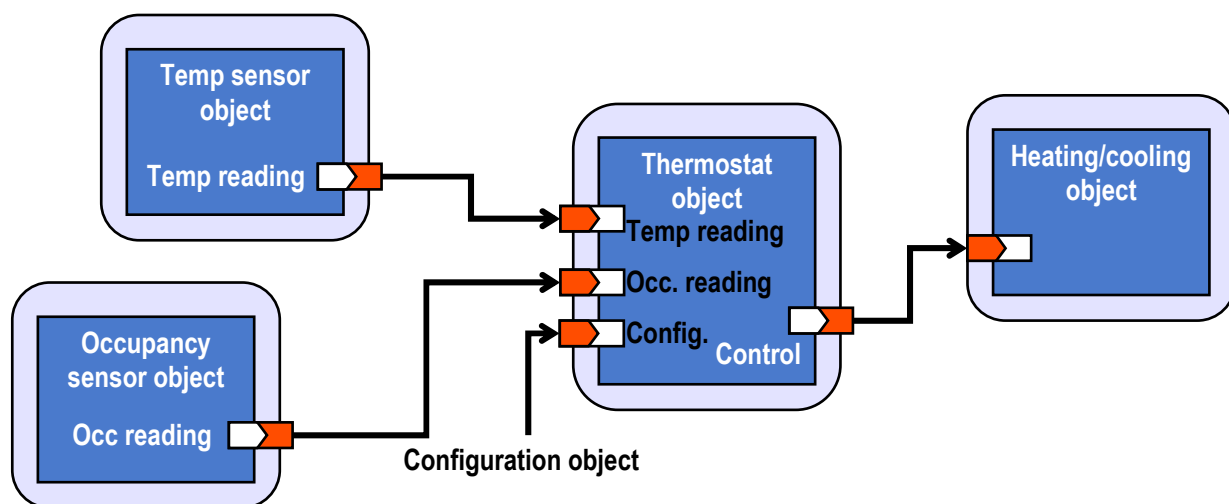 Temp sensor
object
Temp reading
Occupancy
sensor object
Occ reading
Configuration object
Thermostat
object
Temp reading
Occ. reading
Config.
Control
Heating/cooling
object